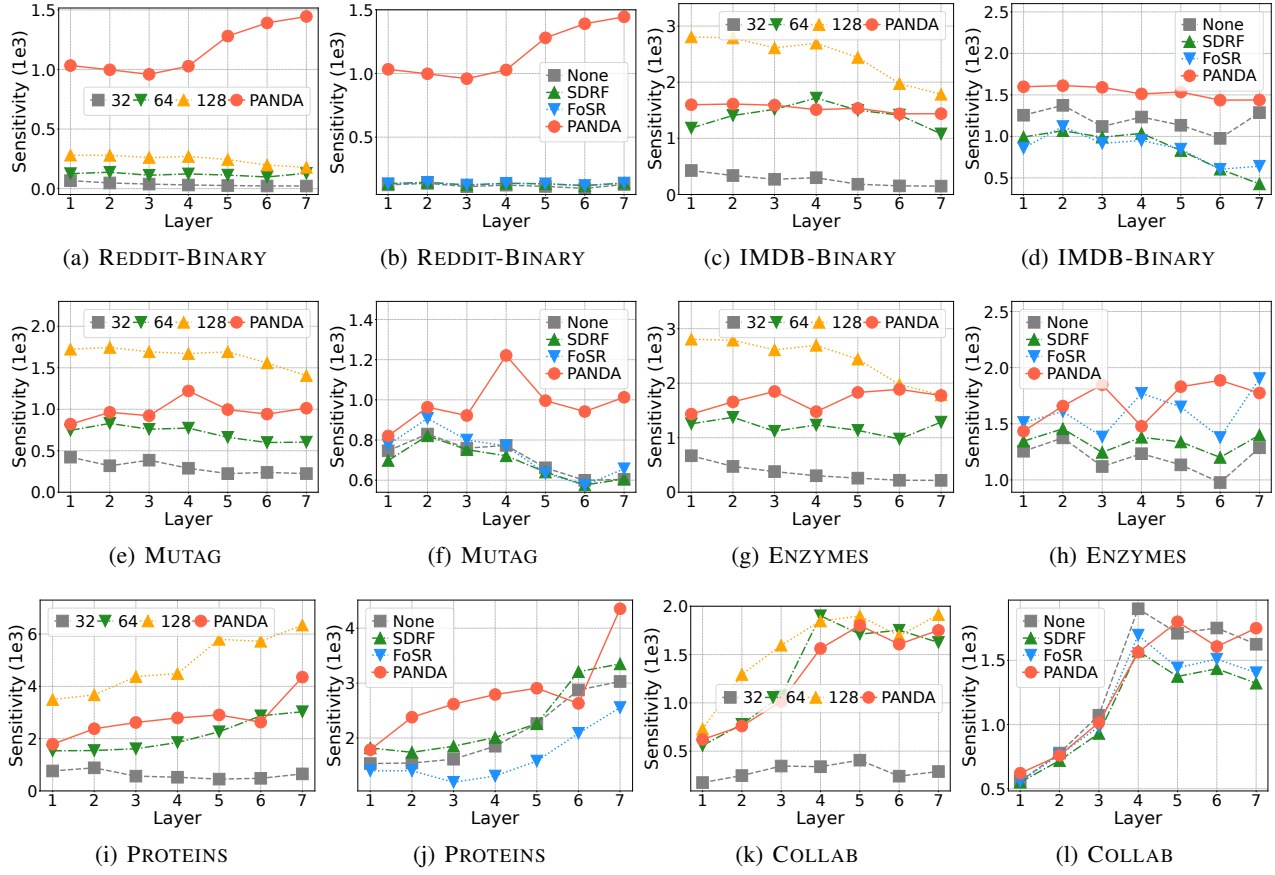 Sensitivity (1e3)
1.5
1.0
0.5
0.0
32 64 128 PANDA
1 2 3 4 5 6 7
Layer
(a) REDDIT-BINARY
Sensitivity (1e3)
1.5
1.0
0.5
None
SDRF
FoSR
PANDA
1 2 3 4 5 6 7
Layer
(b) REDDIT-BINARY
Sensitivity (1e3)
3
2
1
0
32 64 128 PANDA
1 2 3 4 5 6 7
Layer
(c) IMDB-BINARY
Sensitivity (1e3)
2.5
2.0
1.5
1.0
0.5
None
SDRF
FoSR
PANDA
1 2 3 4 5 6 7
Layer
(d) IMDB-BINARY
Sensitivity (1e3)
2.0
1.5
1.0
0.5
0.0
32 64 128 PANDA
1 2 3 4 5 6 7
Layer
(e) MUTAG
Sensitivity (1e3)
1.4
1.2
1.0
0.8
0.6
None
SDRF
FoSR
PANDA
1 2 3 4 5 6 7
Layer
(f) MUTAG
Sensitivity (1e3)
3
2
1
0
32 64 128 PANDA
1 2 3 4 5 6 7
Layer
(g) ENZYMES
Sensitivity (1e3)
2.0
1.5
1.0
None
SDRF
FoSR
PANDA
1 2 3 4 5 6 7
Layer
(h) ENZYMES
Sensitivity (1e3)
6
4
2
0
32 64 128 PANDA
1 2 3 4 5 6 7
Layer
(i) PROTEINS
Sensitivity (1e3)
4
3
2
None
SDRF
FoSR
PANDA
1 2 3 4 5 6 7
Layer
(j) PROTEINS
Sensitivity (1e3)
2.0
1.5
1.0
0.5
32 64 128 PANDA
1 2 3 4 5 6 7
Layer
(k) COLLAB
Sensitivity (1e3)
1.5
1.0
0.5
None
SDRF
FoSR
PANDA
1 2 3 4 5 6 7
Layer
(l) COLLAB